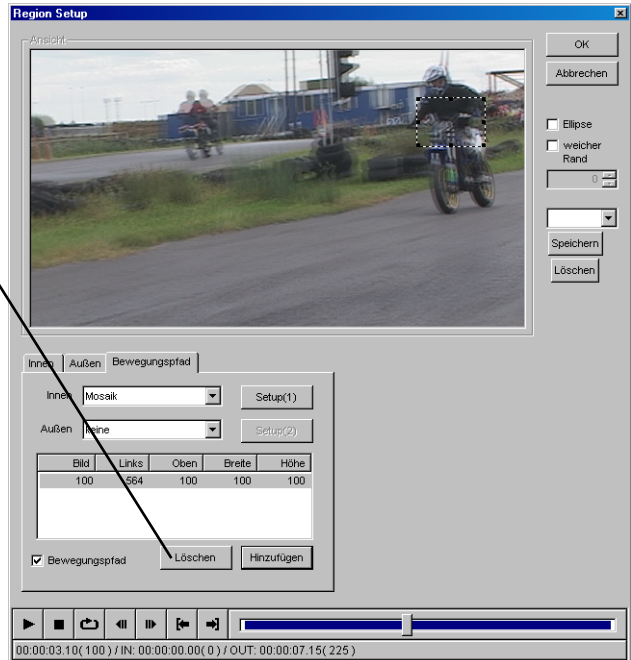 Region Setup
Ansicht
OK
Abbrechen
Ellipse
weicher
Rand
0
Speichern
Löschen
Innen Außen Bewegungspfad
Innen Mosaik Setup(1)
Außen keine Setup(2)
Bild Links Oben Breite Höhe
100 564 100 100 100
Bewegungspfad Löschen Hinzufügen
00:00:03.10( 100 ) / IN: 00:00:00.00( 0 ) / OUT: 00:00:07.15( 225 )